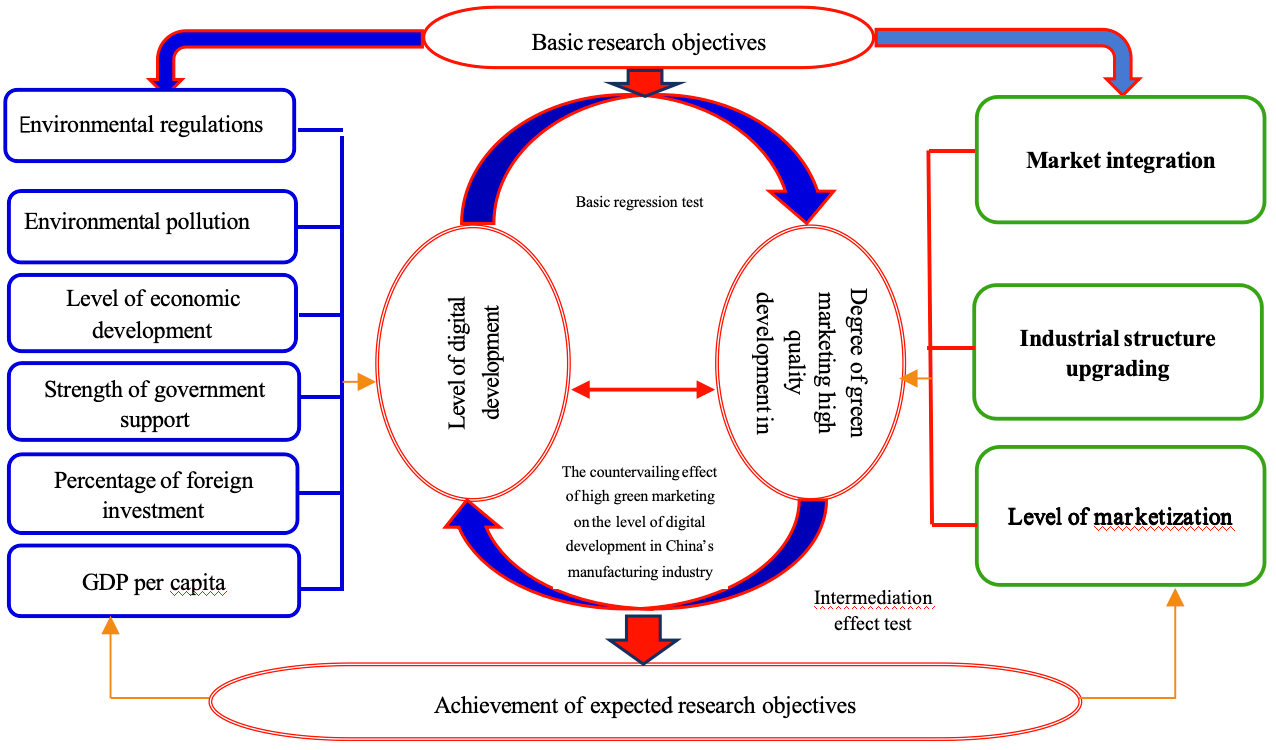 Basic research objectives
Environmental regulations
Environmental pollution
Level of economic
development
Strength of government
support
Percentage of foreign
investment
GDP per capita
Basic regression test
Level of digital
development
Degree of green
marketing high
quality
development in
The countervailing effect
of high green marketing
on the level of digital
development in China's
manufacturing industry
Intermediation
effect test
Market integration
Industrial structure
upgrading
Level of marketization
Achievement of expected research objectives